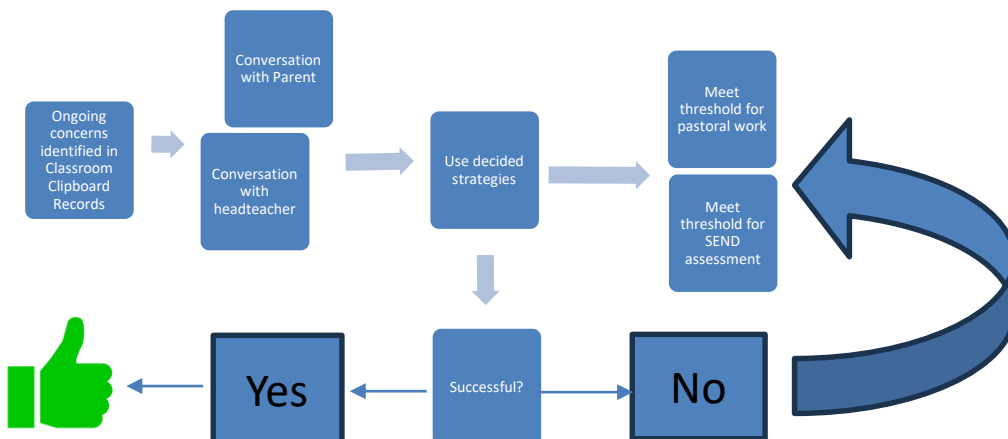 Ongoing
concerns
identified in
Classroom
Clipboard
Records
Conversation
with Parent
Conversation
with
headteacher
Use decided
strategies
Meet
threshold for
pastoral work
Meet
threshold for
SEND
assessment
Yes
Successful?
No